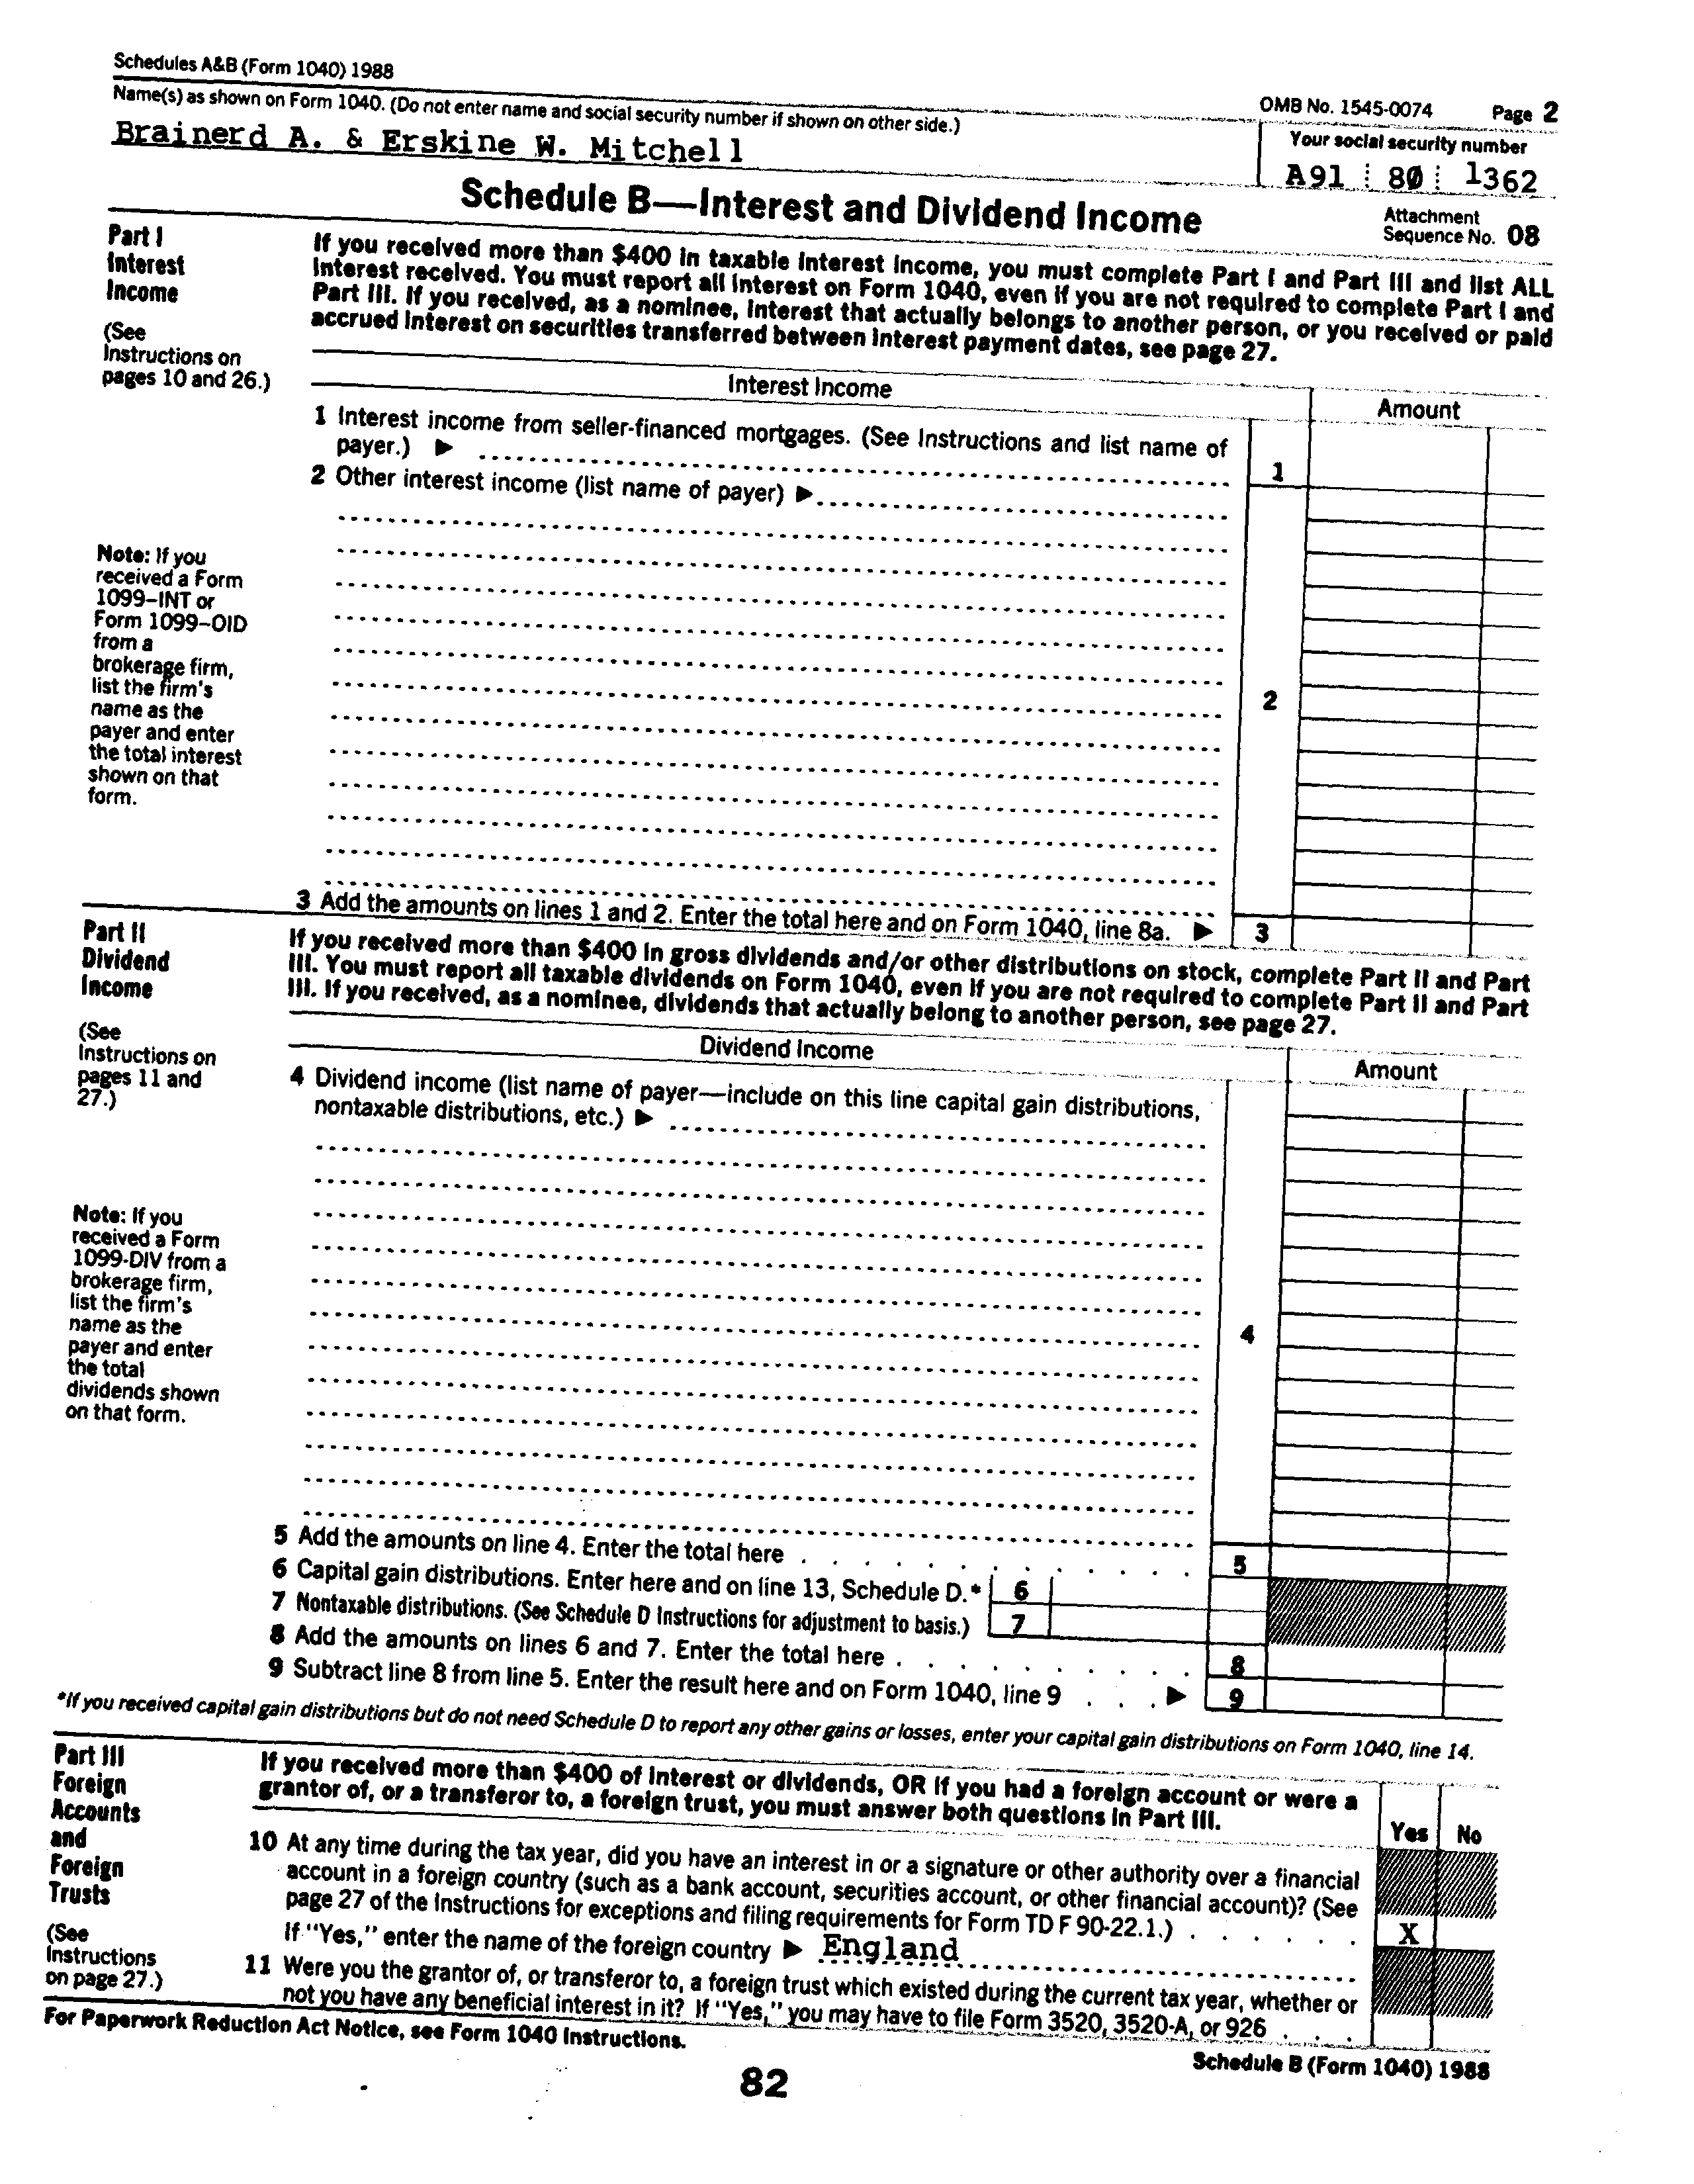 Schedules A&B (Form 1040) 1988
OMB No. 1545-0074 Page 2
Name(s) as shown on Form 1040. (Do not enter name and social security number if shown on other side.)
Your social security number
Brainerd A. & Erskine W. Mitchell
A91 80 1362
Schedule B—Interest and Dividend Income
Attachment
Sequence No. 08
Part I
Interest
Income
(See
Instructions on
pages 10 and 26.)
If you received more than $400 in taxable interest income, you must complete Part I and Part III and list ALL
interest received. You must report all interest on Form 1040, even if you are not required to complete Part I and
Part III. If you received, as a nominee, interest that actually belongs to another person, or you received or paid
accrued interest on securities transferred between interest payment dates, see page 27.
Interest Income
Amount
1 Interest income from seller-financed mortgages. (See Instructions and list name of
payer.) ▶
1
2 Other interest income (list name of payer) ▶
Note: If you
received a Form
1099–INT or
Form 1099–OID
from a
brokerage firm,
list the firm's
name as the
payer and enter
the total interest
shown on that
form.
2
3 Add the amounts on lines 1 and 2. Enter the total here and on Form 1040, line 8a. ▶ 3
Part II
Dividend
Income
(See
Instructions on
pages 11 and
27.)
If you received more than $400 in gross dividends and/or other distributions on stock, complete Part II and Part
III. You must report all taxable dividends on Form 1040, even if you are not required to complete Part II and Part
III. If you received, as a nominee, dividends that actually belong to another person, see page 27.
Dividend Income
Amount
4 Dividend income (list name of payer—include on this line capital gain distributions,
nontaxable distributions, etc.) ▶
Note: If you
received a Form
1099-DIV from a
brokerage firm,
list the firm's
name as the
payer and enter
the total
dividends shown
on that form.
4
5 Add the amounts on line 4. Enter the total here . . . . . . . . . . . 5
6 Capital gain distributions. Enter here and on line 13, Schedule D.* 6
7 Nontaxable distributions. (See Schedule D Instructions for adjustment to basis.) 7
8 Add the amounts on lines 6 and 7. Enter the total here . . . . . . . . . . 8
9 Subtract line 8 from line 5. Enter the result here and on Form 1040, line 9 . . . ▶ 9
*If you received capital gain distributions but do not need Schedule D to report any other gains or losses, enter your capital gain distributions on Form 1040, line 14.
Part III
Foreign
Accounts
and
Foreign
Trusts
(See
Instructions
on page 27.)
If you received more than $400 of interest or dividends, OR if you had a foreign account or were a
grantor of, or a transferor to, a foreign trust, you must answer both questions in Part III.
Yes No
10 At any time during the tax year, did you have an interest in or a signature or other authority over a financial
account in a foreign country (such as a bank account, securities account, or other financial account)? (See
page 27 of the Instructions for exceptions and filing requirements for Form TD F 90-22.1.) . . . . . . X
If "Yes," enter the name of the foreign country ▶ England
11 Were you the grantor of, or transferor to, a foreign trust which existed during the current tax year, whether or
not you have any beneficial interest in it? If "Yes," you may have to file Form 3520, 3520-A, or 926 . . .
For Paperwork Reduction Act Notice, see Form 1040 Instructions.
Schedule B (Form 1040) 1988
82